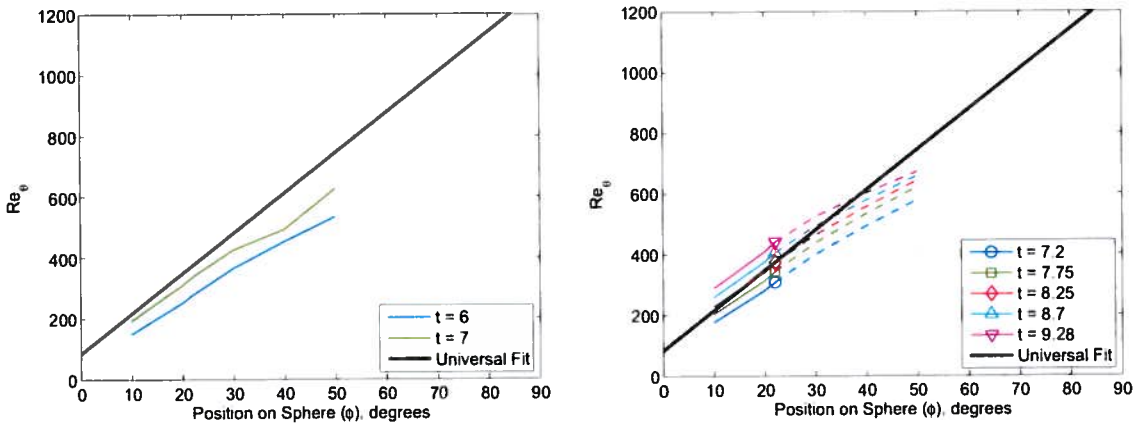 1200
1000
800
600
400
200
0
Re_θ
0 10 20 30 40 50 60 70 80 90
Position on Sphere (ϕ), degrees
t = 6
t = 7
Universal Fit
1200
1000
800
600
400
200
0
Re_θ
0 10 20 30 40 50 60 70 80 90
Position on Sphere (ϕ), degrees
t = 7.2
t = 7.75
t = 8.25
t = 8.7
t = 9.28
Universal Fit